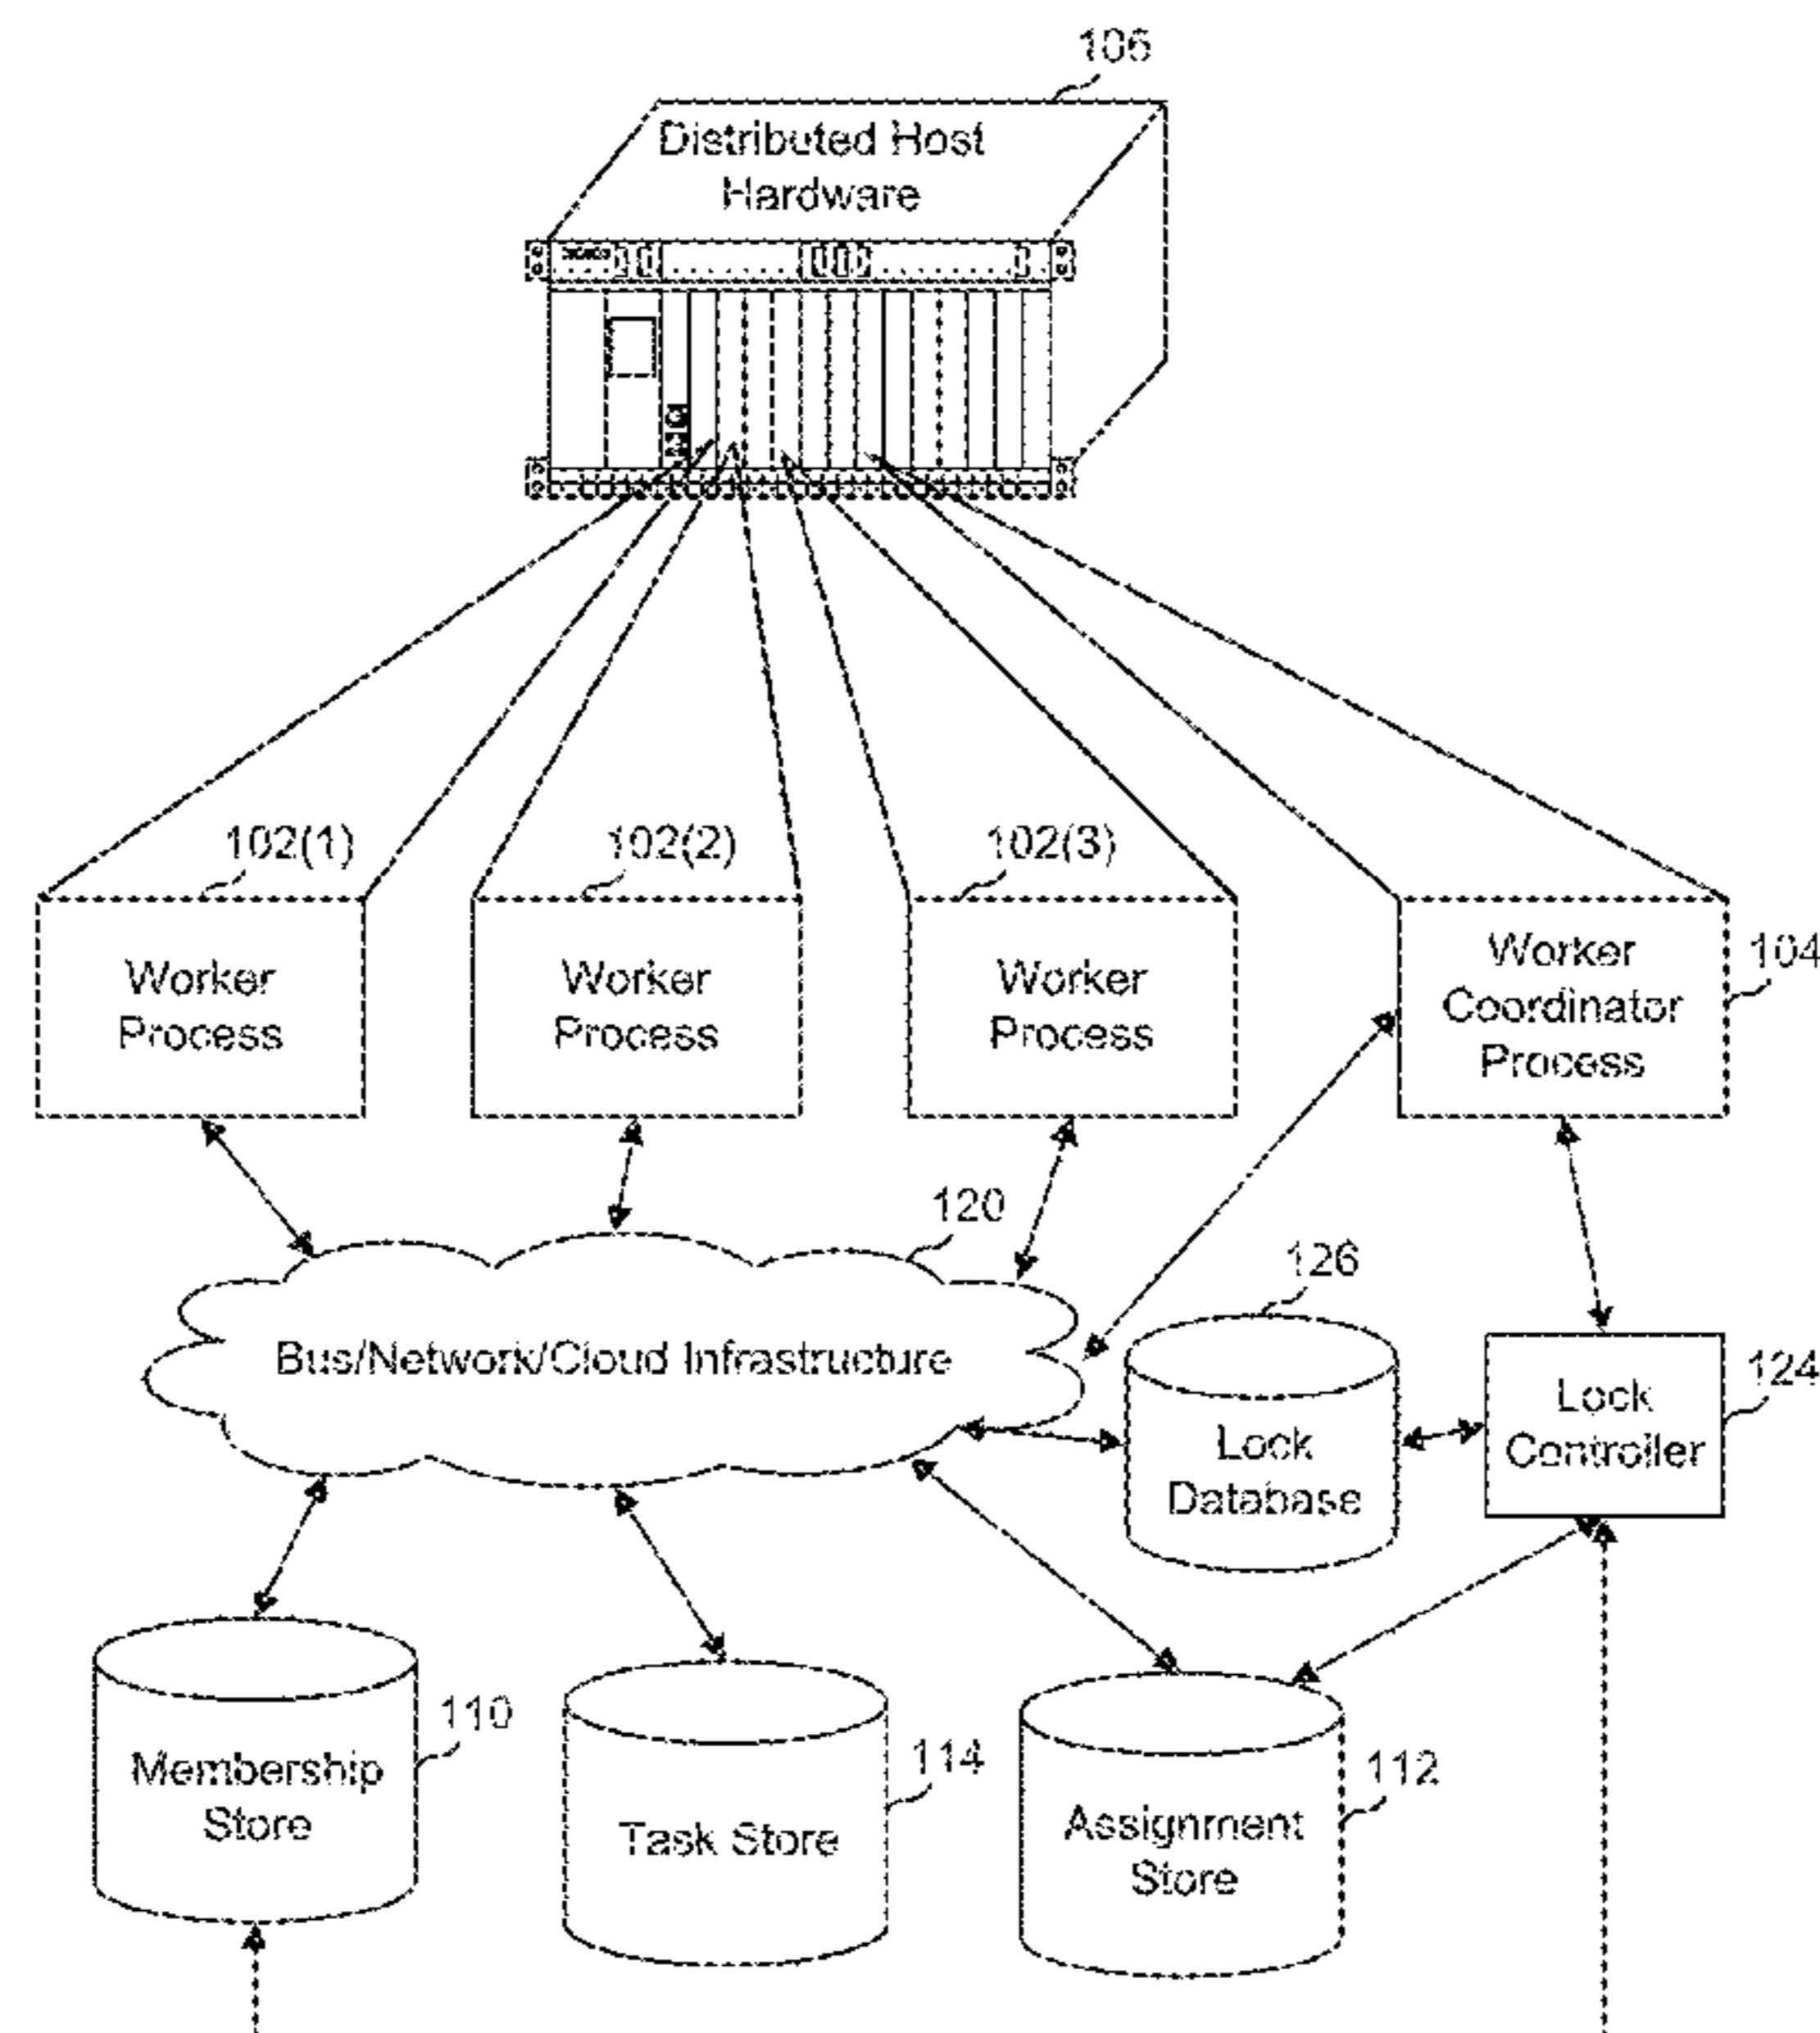 106
Distributed Host
Hardware
102(1)
102(2)
102(3)
Worker
Process
Worker
Process
Worker
Process
Worker
Coordinator
Process
104
120
126
Bus/Network/Cloud Infrastructure
Lock
Database
Lock
Controller
124
Membership
Store
110
Task Store
114
Assignment
Store
112